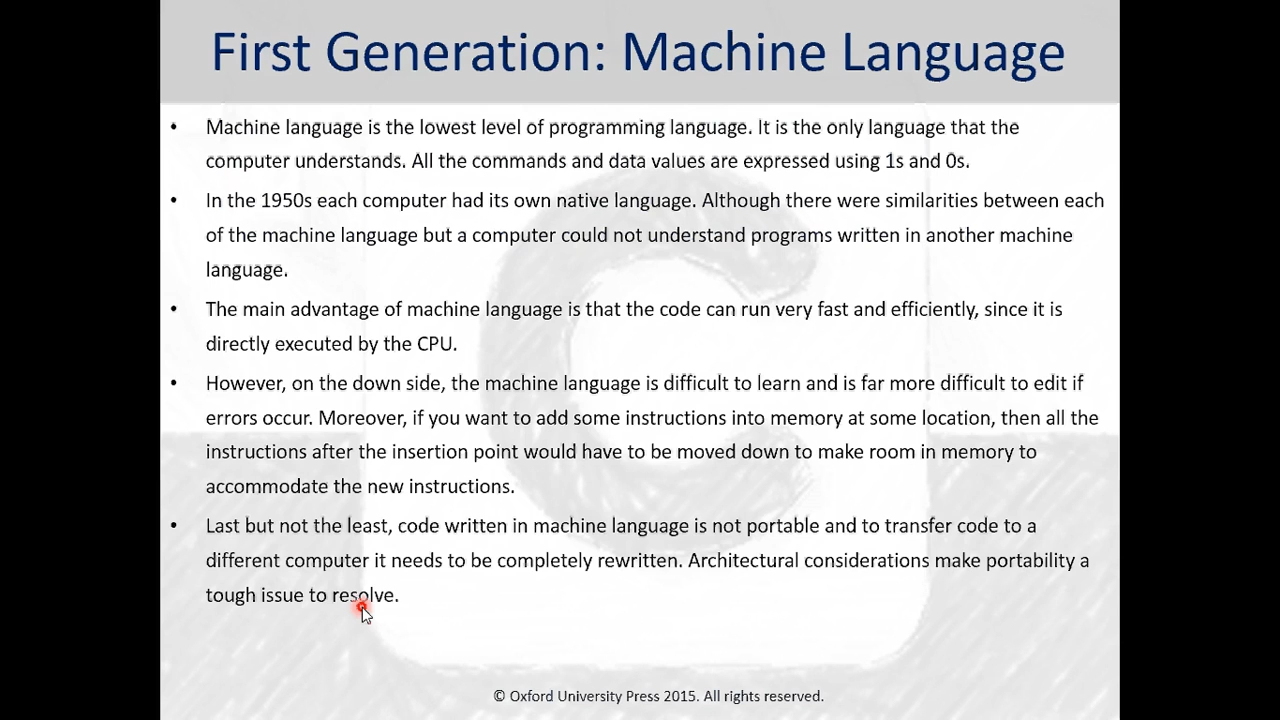 First Generation: Machine Language
• Machine language is the lowest level of programming language. It is the only language that the
computer understands. All the commands and data values are expressed using 1s and 0s.
• In the 1950s each computer had its own native language. Although there were similarities between each
of the machine language but a computer could not understand programs written in another machine
language.
• The main advantage of machine language is that the code can run very fast and efficiently, since it is
directly executed by the CPU.
• However, on the down side, the machine language is difficult to learn and is far more difficult to edit if
errors occur. Moreover, if you want to add some instructions into memory at some location, then all the
instructions after the insertion point would have to be moved down to make room in memory to
accommodate the new instructions.
• Last but not the least, code written in machine language is not portable and to transfer code to a
different computer it needs to be completely rewritten. Architectural considerations make portability a
tough issue to resolve.
© Oxford University Press 2015. All rights reserved.